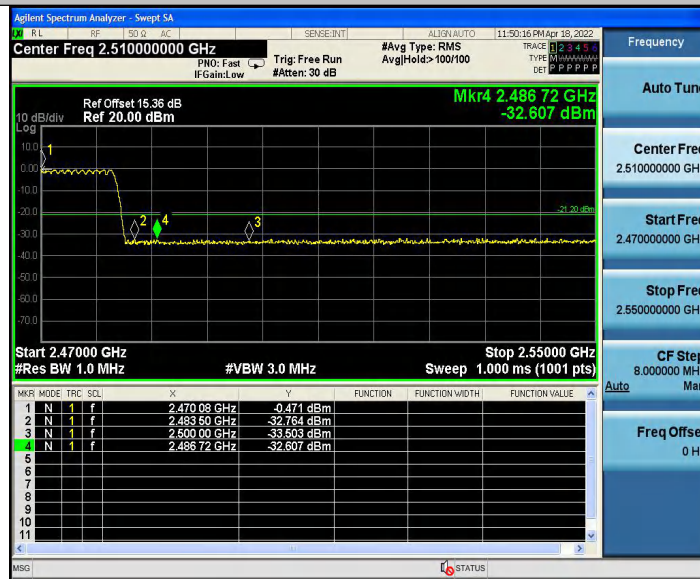 Agilent Spectrum Analyzer - Swept SA
RL RF 50 Ω AC SENSE:INT ALIGNAUTO 11:50:16 PM Apr 18, 2022
Center Freq 2.510000000 GHz
PNO: Fast
IFGain:Low
Trig: Free Run
#Atten: 30 dB
#Avg Type: RMS
Avg|Hold:>100/100
TRACE 1 2 3 4 5 6
TYPE M
DET P P P P P P
Ref Offset 15.36 dB
10 dB/div Ref 20.00 dBm
Log
Mkr4 2.486 72 GHz
-32.607 dBm
10.0
0.00
-10.0
-20.0
-30.0
-40.0
-50.0
-60.0
-70.0
1
2
4
3
-21.20 dBm
Start 2.47000 GHz Stop 2.55000 GHz
#Res BW 1.0 MHz #VBW 3.0 MHz Sweep 1.000 ms (1001 pts)
MKR MODE TRC SCL X Y FUNCTION FUNCTION WIDTH FUNCTION VALUE
1 N 1 f 2.470 08 GHz -0.471 dBm
2 N 1 f 2.483 50 GHz -32.764 dBm
3 N 1 f 2.500 00 GHz -33.503 dBm
4 N 1 f 2.486 72 GHz -32.607 dBm
5
6
7
8
9
10
11
MSG STATUS
Frequency
Auto Tun
Center Fre
2.510000000 GH
Start Fre
2.470000000 GH
Stop Fre
2.550000000 GH
CF Ste
8.000000 MH
Auto Ma
Freq Offse
0 H